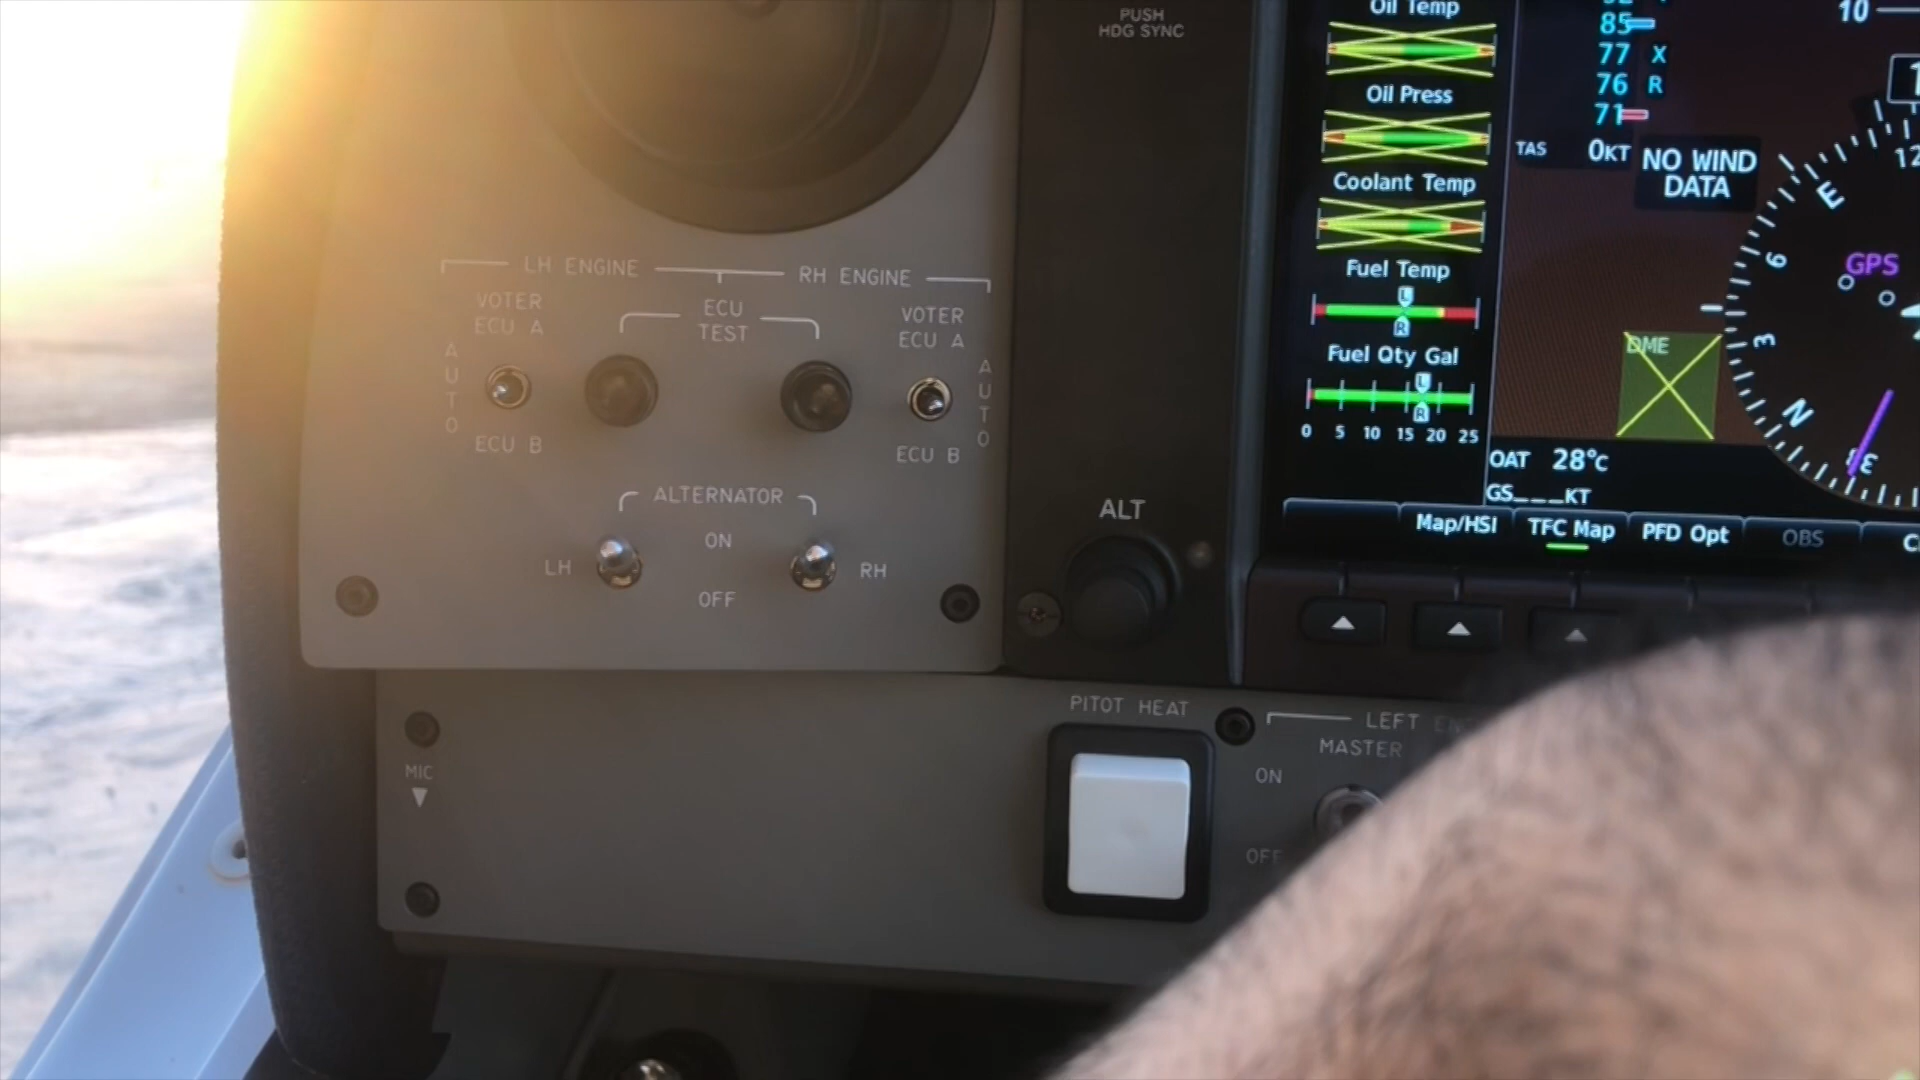 PUSH
HDG SYNC
LH ENGINE
RH ENGINE
VOTER
ECU A
AUTO
ECU B
ECU
TEST
VOTER
ECU A
AUTO
ECU B
ALTERNATOR
ON
LH
RH
OFF
ALT
PITOT HEAT
LEFT
MASTER
ON
OFF
MIC
Oil Temp
Oil Press
Coolant Temp
Fuel Temp
L
R
Fuel Qty Gal
L
R
0 5 10 15 20 25
85
77 X
76 R
71
TAS 0KT
NO WIND
DATA
10
12
E
6
3
N
33
GPS
DME
OAT 28°C
GS___KT
Map/HSI
TFC Map
PFD Opt
OBS